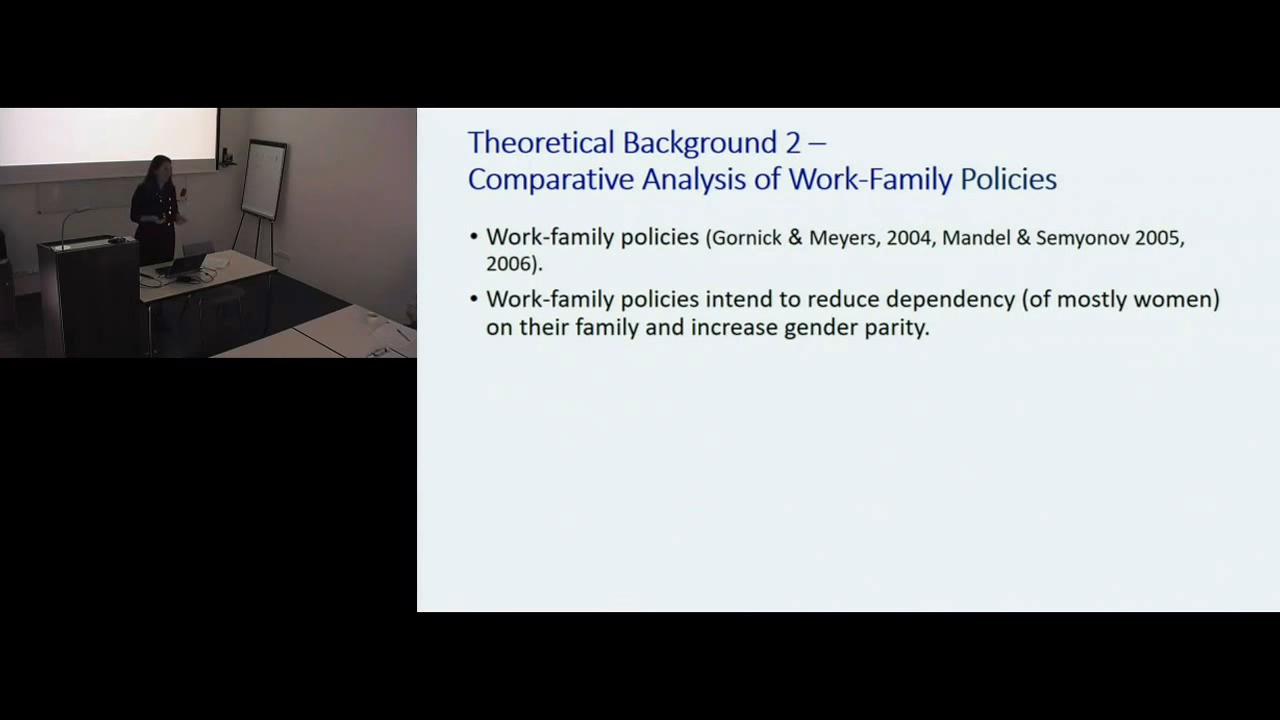 Theoretical Background 2 –
Comparative Analysis of Work-Family Policies
• Work-family policies (Gornick & Meyers, 2004, Mandel & Semyonov 2005,
2006).
• Work-family policies intend to reduce dependency (of mostly women)
on their family and increase gender parity.